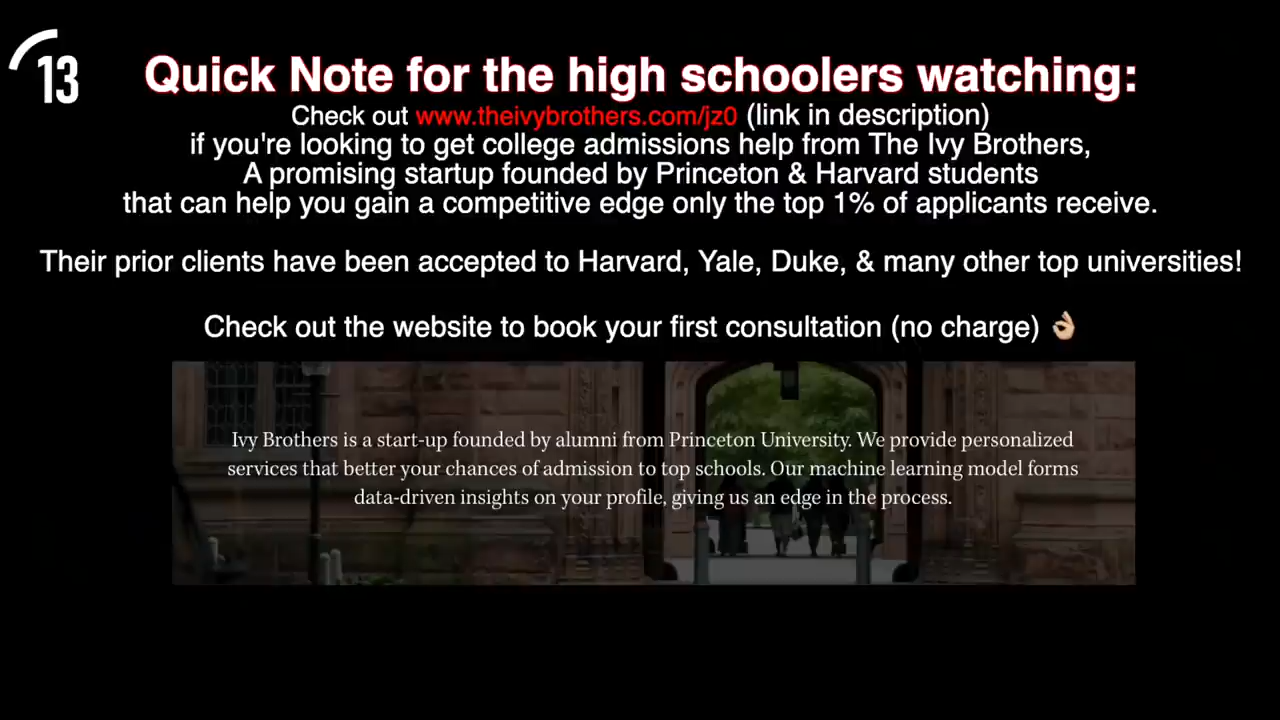 13
Quick Note for the high schoolers watching:
Check out www.theivybrothers.com/jz0 (link in description)
if you're looking to get college admissions help from The Ivy Brothers,
A promising startup founded by Princeton & Harvard students
that can help you gain a competitive edge only the top 1% of applicants receive.
Their prior clients have been accepted to Harvard, Yale, Duke, & many other top universities!
Check out the website to book your first consultation (no charge) 👌🏼
Ivy Brothers is a start-up founded by alumni from Princeton University. We provide personalized
services that better your chances of admission to top schools. Our machine learning model forms
data-driven insights on your profile, giving us an edge in the process.